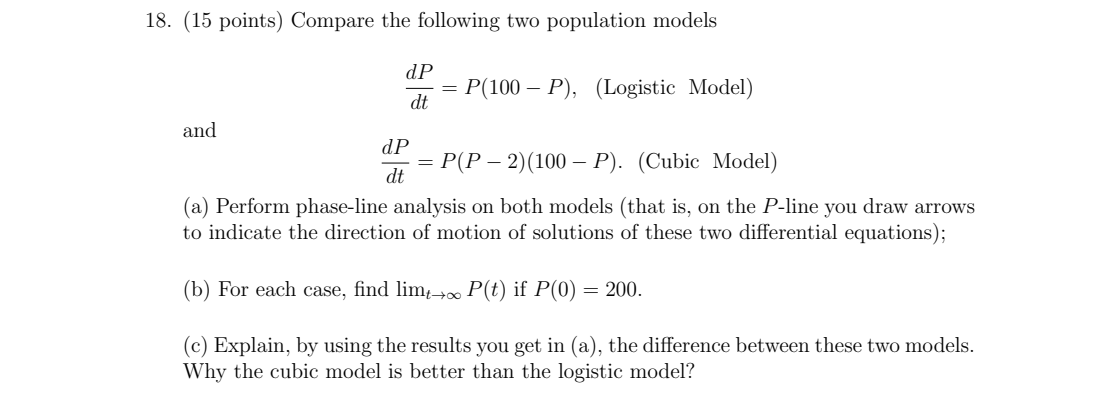 18. (15 points) Compare the following two population models
dP/dt = P(100 − P), (Logistic Model)
and
dP/dt = P(P − 2)(100 − P). (Cubic Model)
(a) Perform phase-line analysis on both models (that is, on the P-line you draw arrows
to indicate the direction of motion of solutions of these two differential equations);
(b) For each case, find lim_{t→∞} P(t) if P(0) = 200.
(c) Explain, by using the results you get in (a), the difference between these two models.
Why the cubic model is better than the logistic model?